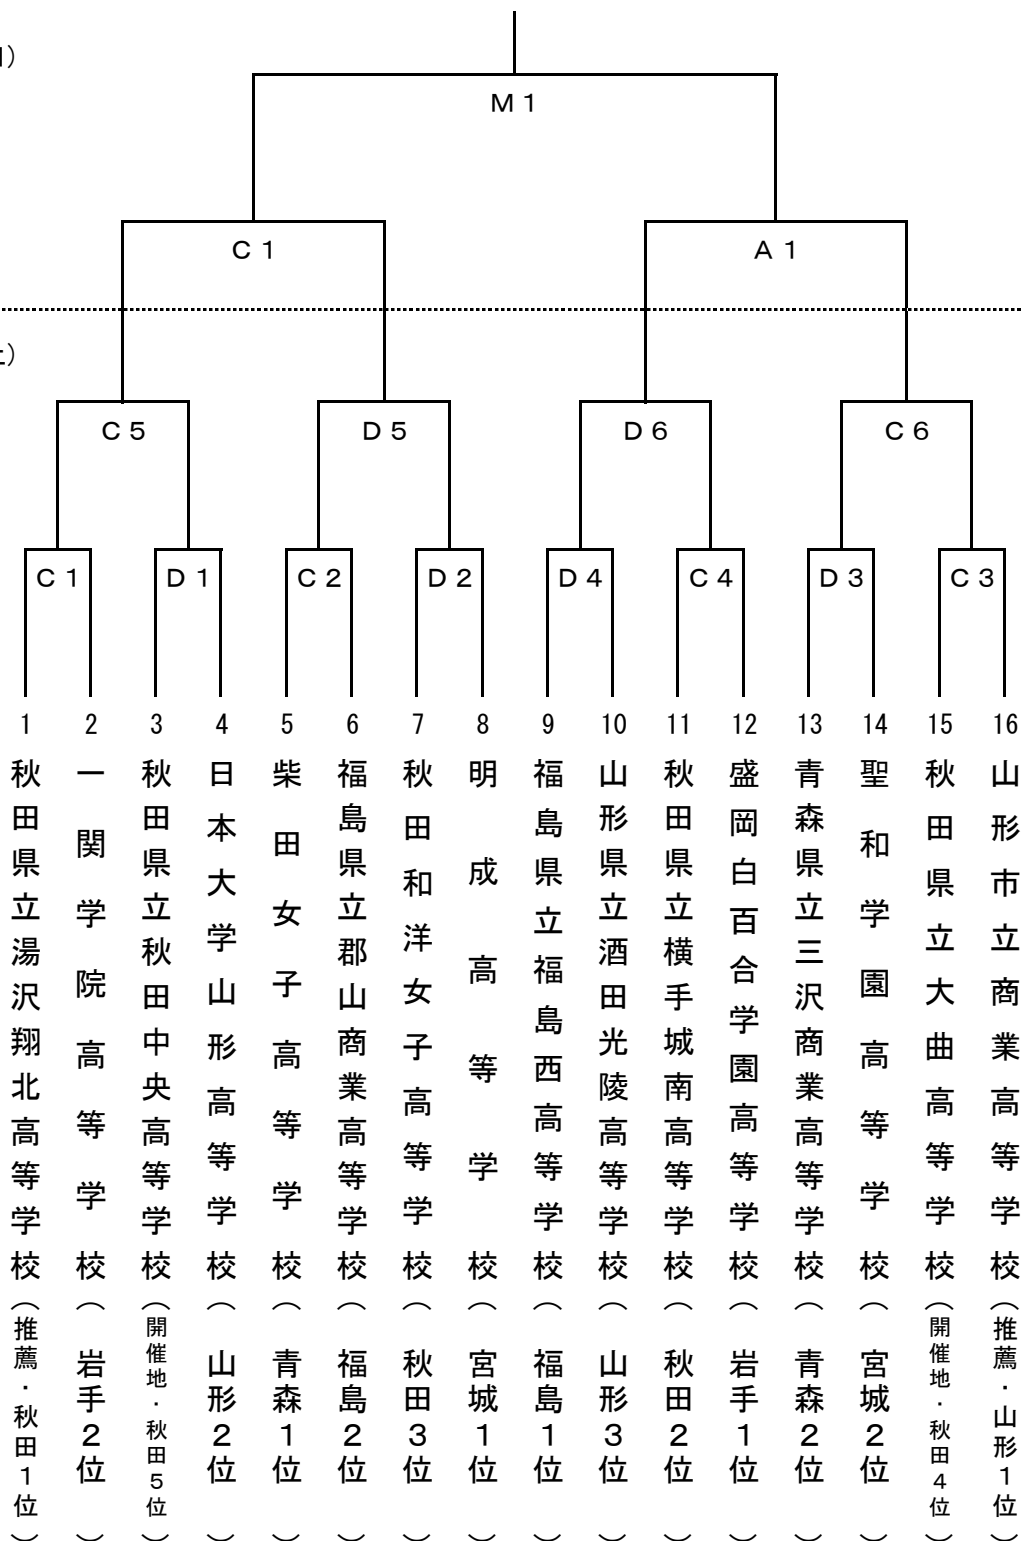 )
M1
C1
A1
)
C5
D5
D6
C6
C1
D1
C2
D2
D4
C4
D3
C3
1 2 3 4 5 6 7 8 9 10 11 12 13 14 15 16
秋田県立湯沢翔北高等学校(推薦・秋田1位)
一関学院高等学校(岩手2位)
秋田県立秋田中央高等学校(開催地・秋田5位)
日本大学山形高等学校(山形2位)
柴田女子高等学校(青森1位)
福島県立郡山商業高等学校(福島2位)
秋田和洋女子高等学校(秋田3位)
明成高等学校(宮城1位)
福島県立福島西高等学校(福島1位)
山形県立酒田光陵高等学校(山形3位)
秋田県立横手城南高等学校(秋田2位)
盛岡白百合学園高等学校(岩手1位)
青森県立三沢商業高等学校(青森2位)
聖和学園高等学校(宮城2位)
秋田県立大曲高等学校(開催地・秋田4位)
山形市立商業高等学校(推薦・山形1位)